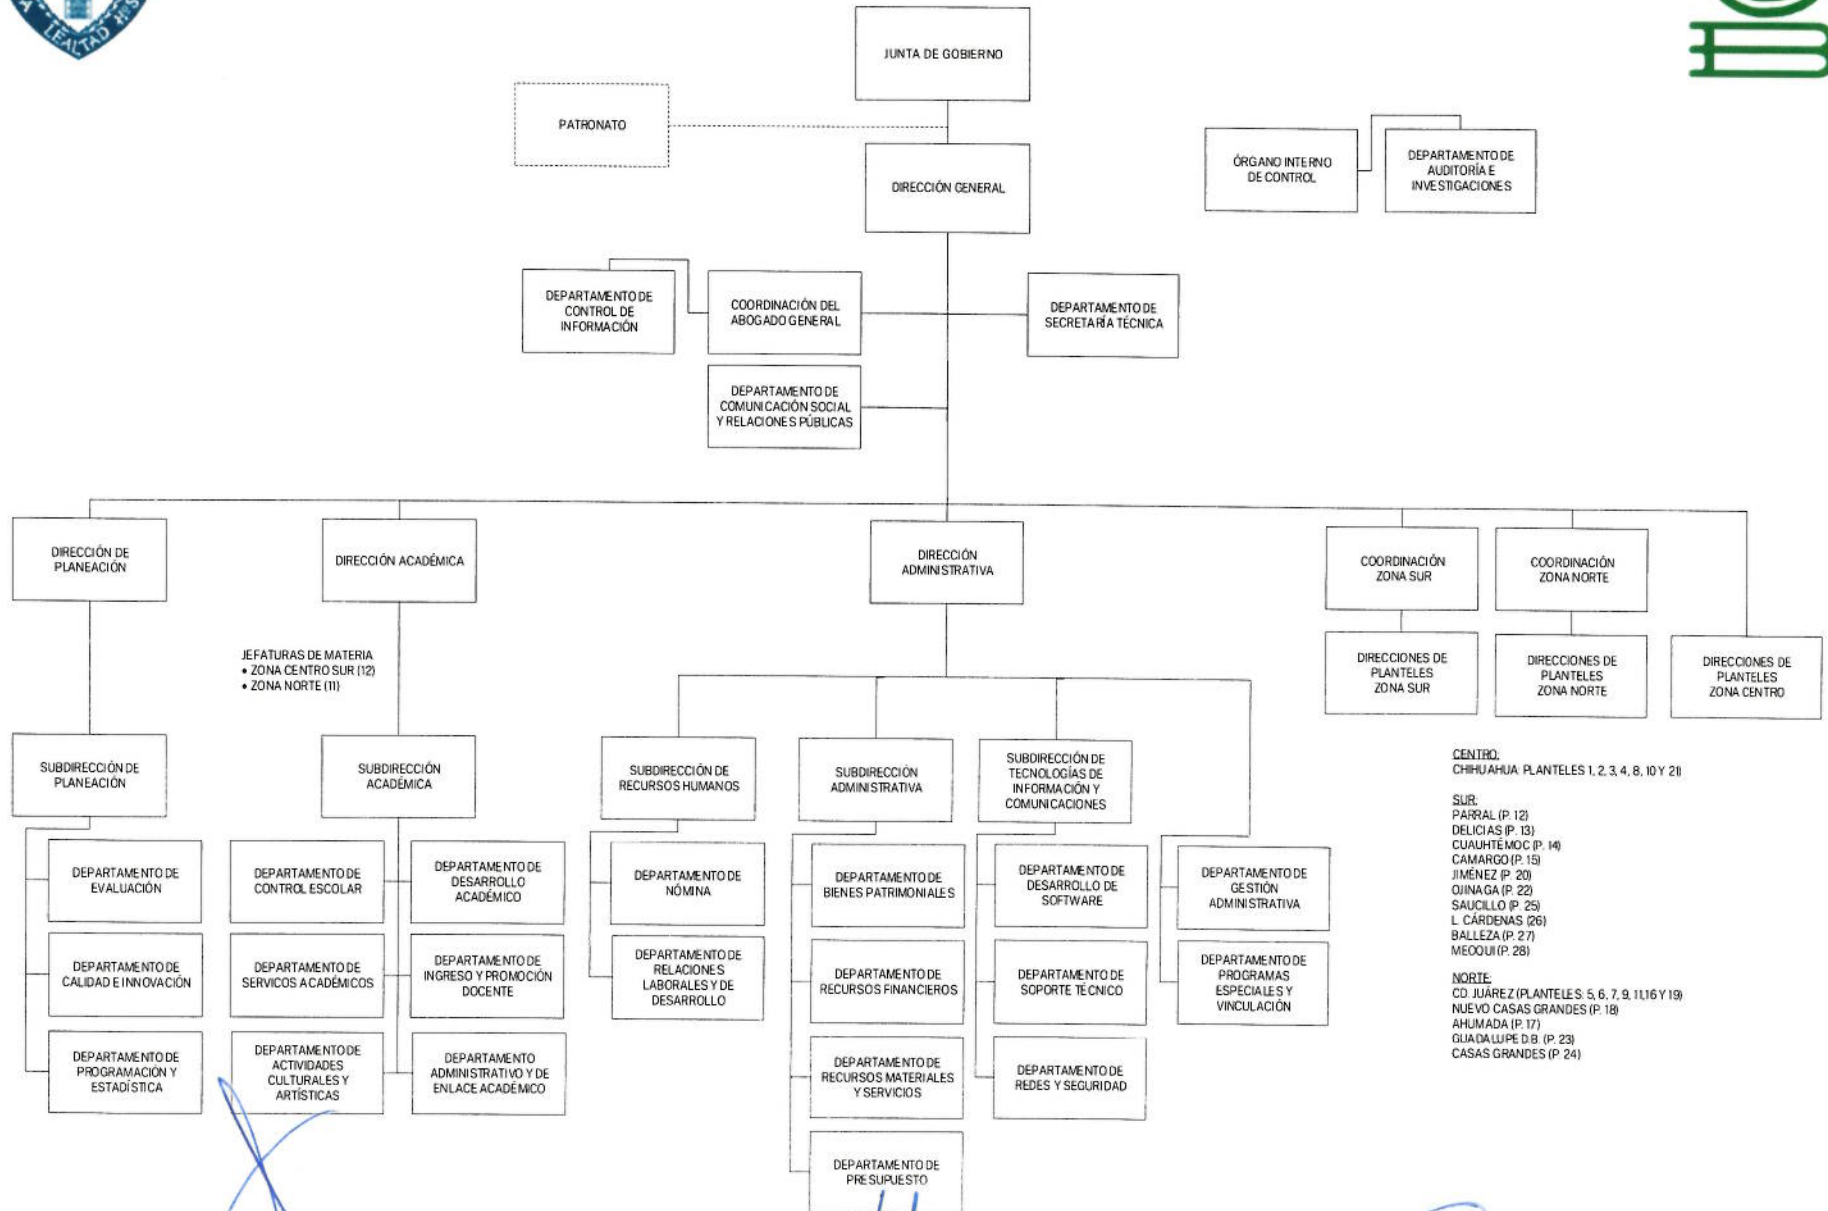 LEALTAD
JUNTA DE GOBIERNO
PATRONATO
DIRECCIÓN GENERAL
ÓRGANO INTERNO
DE CONTROL
DEPARTAMENTO DE
AUDITORÍA E
INVESTIGACIONES
DEPARTAMENTO DE
CONTROL DE
INFORMACIÓN
COORDINACIÓN DEL
ABOGADO GENERAL
DEPARTAMENTO DE
SECRETARÍA TÉCNICA
DEPARTAMENTO DE
COMUNICACIÓN SOCIAL
Y RELACIONES PÚBLICAS
DIRECCIÓN DE
PLANEACIÓN
DIRECCIÓN ACADÉMICA
DIRECCIÓN
ADMINISTRATIVA
COORDINACIÓN
ZONA SUR
COORDINACIÓN
ZONA NORTE
JEFATURAS DE MATERIA
• ZONA CENTRO SUR (12)
• ZONA NORTE (11)
DIRECCIONES DE
PLANTELES
ZONA SUR
DIRECCIONES DE
PLANTELES
ZONA NORTE
DIRECCIONES DE
PLANTELES
ZONA CENTRO
SUBDIRECCIÓN DE
PLANEACIÓN
SUBDIRECCIÓN
ACADÉMICA
SUBDIRECCIÓN DE
RECURSOS HUMANOS
SUBDIRECCIÓN
ADMINISTRATIVA
SUBDIRECCIÓN DE
TECNOLOGÍAS DE
INFORMACIÓN Y
COMUNICACIONES
DEPARTAMENTO DE
EVALUACIÓN
DEPARTAMENTO DE
CONTROL ESCOLAR
DEPARTAMENTO DE
DESARROLLO
ACADÉMICO
DEPARTAMENTO DE
NÓMINA
DEPARTAMENTO DE
BIENES PATRIMONIALES
DEPARTAMENTO DE
DESARROLLO DE
SOFTWARE
DEPARTAMENTO DE
GESTIÓN
ADMINISTRATIVA
DEPARTAMENTO DE
CALIDAD E INNOVACIÓN
DEPARTAMENTO DE
SERVICOS ACADÉMICOS
DEPARTAMENTO DE
INGRESO Y PROMOCIÓN
DOCENTE
DEPARTAMENTO DE
RELACIONES
LABORALES Y DE
DESARROLLO
DEPARTAMENTO DE
RECURSOS FINANCIEROS
DEPARTAMENTO DE
SOPORTE TÉCNICO
DEPARTAMENTO DE
PROGRAMAS
ESPECIALES Y
VINCULACIÓN
DEPARTAMENTO DE
PROGRAMACIÓN Y
ESTADÍSTICA
DEPARTAMENTO DE
ACTIVIDADES
CULTURALES Y
ARTÍSTICAS
DEPARTAMENTO
ADMINISTRATIVO Y DE
ENLACE ACADÉMICO
DEPARTAMENTO DE
RECURSOS MATERIALES
Y SERVICIOS
DEPARTAMENTO DE
REDES Y SEGURIDAD
DEPARTAMENTO DE
PRESUPUESTO
CENTRO:
CHIHUAHUA: PLANTELES 1, 2, 3, 4, 8, 10 Y 21)
SUR:
PARRAL (P. 12)
DELICIAS (P. 13)
CUAUHTÉMOC (P. 14)
CAMARGO (P. 15)
JIMÉNEZ (P. 20)
OJINAGA (P. 22)
SAUCILLO (P. 25)
L. CÁRDENAS (26)
BALLEZA (P. 27)
MEOQUI (P. 28)
NORTE:
CD. JUÁREZ (PLANTELES: 5, 6, 7, 9, 11,16 Y 19)
NUEVO CASAS GRANDES (P. 18)
AHUMADA (P. 17)
GUADALUPE D.B. (P. 23)
CASAS GRANDES (P. 24)